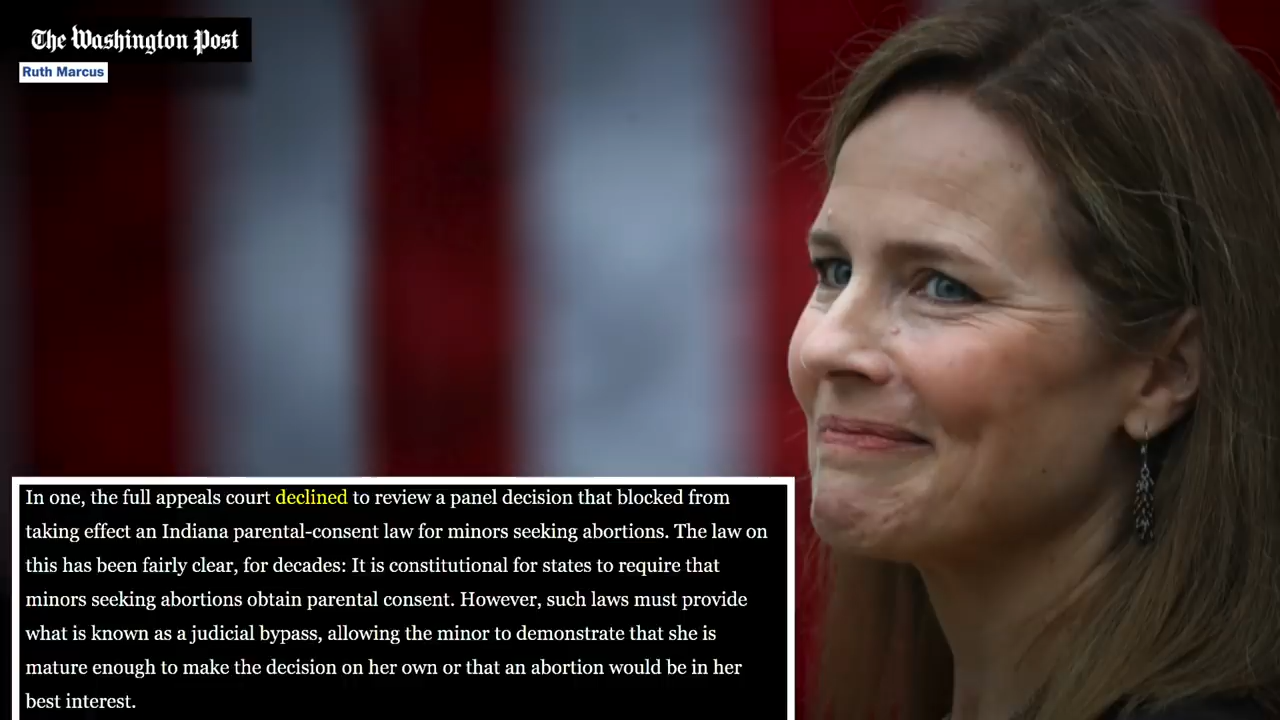 The Washington Post
Ruth Marcus
In one, the full appeals court declined to review a panel decision that blocked from
taking effect an Indiana parental-consent law for minors seeking abortions. The law on
this has been fairly clear, for decades: It is constitutional for states to require that
minors seeking abortions obtain parental consent. However, such laws must provide
what is known as a judicial bypass, allowing the minor to demonstrate that she is
mature enough to make the decision on her own or that an abortion would be in her
best interest.